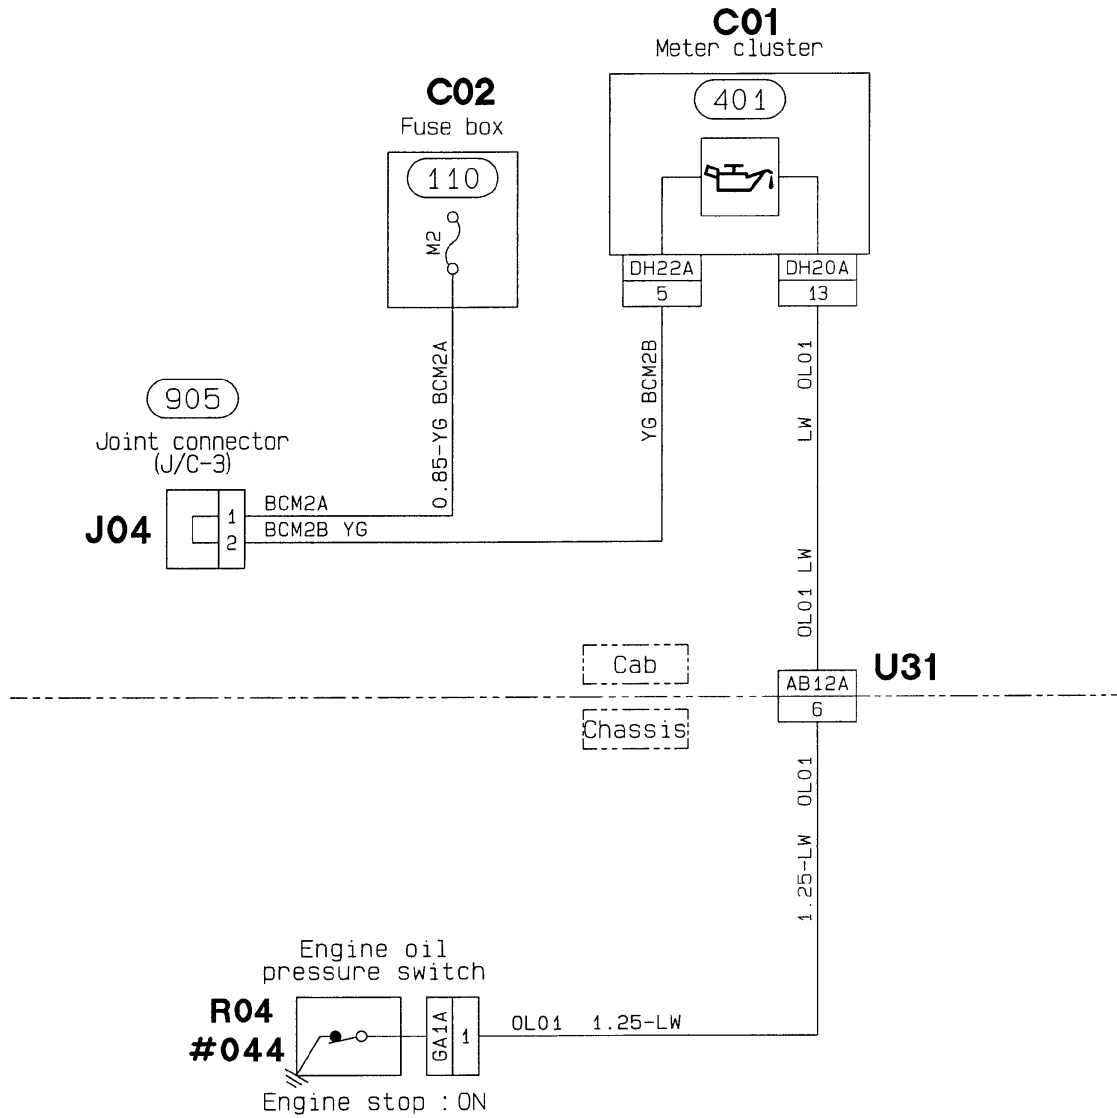 C01
Meter cluster
401
C02
Fuse box
110
M2
DH22A
5
DH20A
13
0.85-YG BCM2A
YG BCM2B
LW OL01
905
Joint connector
(J/C-3)
J04
1
2
BCM2A
BCM2B YG
OL01 LW
Cab
U31
AB12A
6
Chassis
1.25-LW OL01
Engine oil
pressure switch
R04
#044
GA1A
1
OL01 1.25-LW
Engine stop : ON